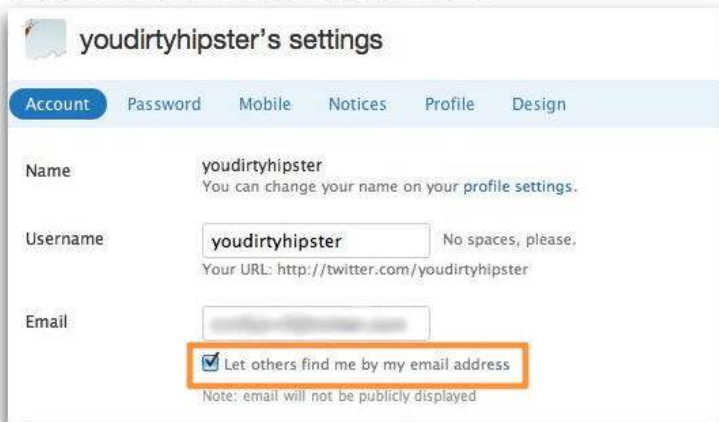 youdirtyhipster's settings
Account Password Mobile Notices Profile Design
Name youdirtyhipster
You can change your name on your profile settings.
Username youdirtyhipster No spaces, please.
Your URL: http://twitter.com/youdirtyhipster
Email
Let others find me by my email address
Note: email will not be publicly displayed